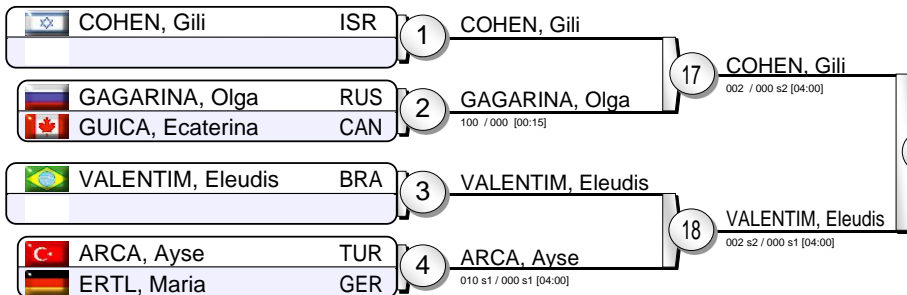 COHEN, Gili ISR
1
COHEN, Gili
17
COHEN, Gili
002 / 000 s2 [04:00]
GAGARINA, Olga RUS
GUICA, Ecaterina CAN
2
GAGARINA, Olga
100 / 000 [00:15]
VALENTIM, Eleudis BRA
3
VALENTIM, Eleudis
18
VALENTIM, Eleudis
002 s2 / 000 s1 [04:00]
ARCA, Ayse TUR
ERTL, Maria GER
4
ARCA, Ayse
010 s1 / 000 s1 [04:00]